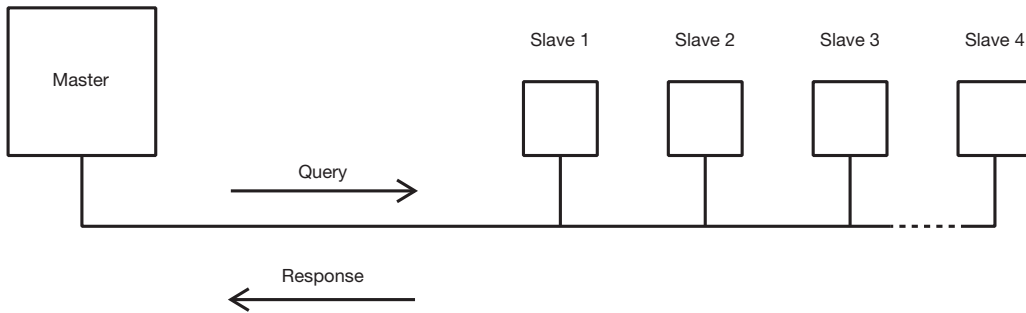 Master
Slave 1
Slave 2
Slave 3
Slave 4
Query
Response